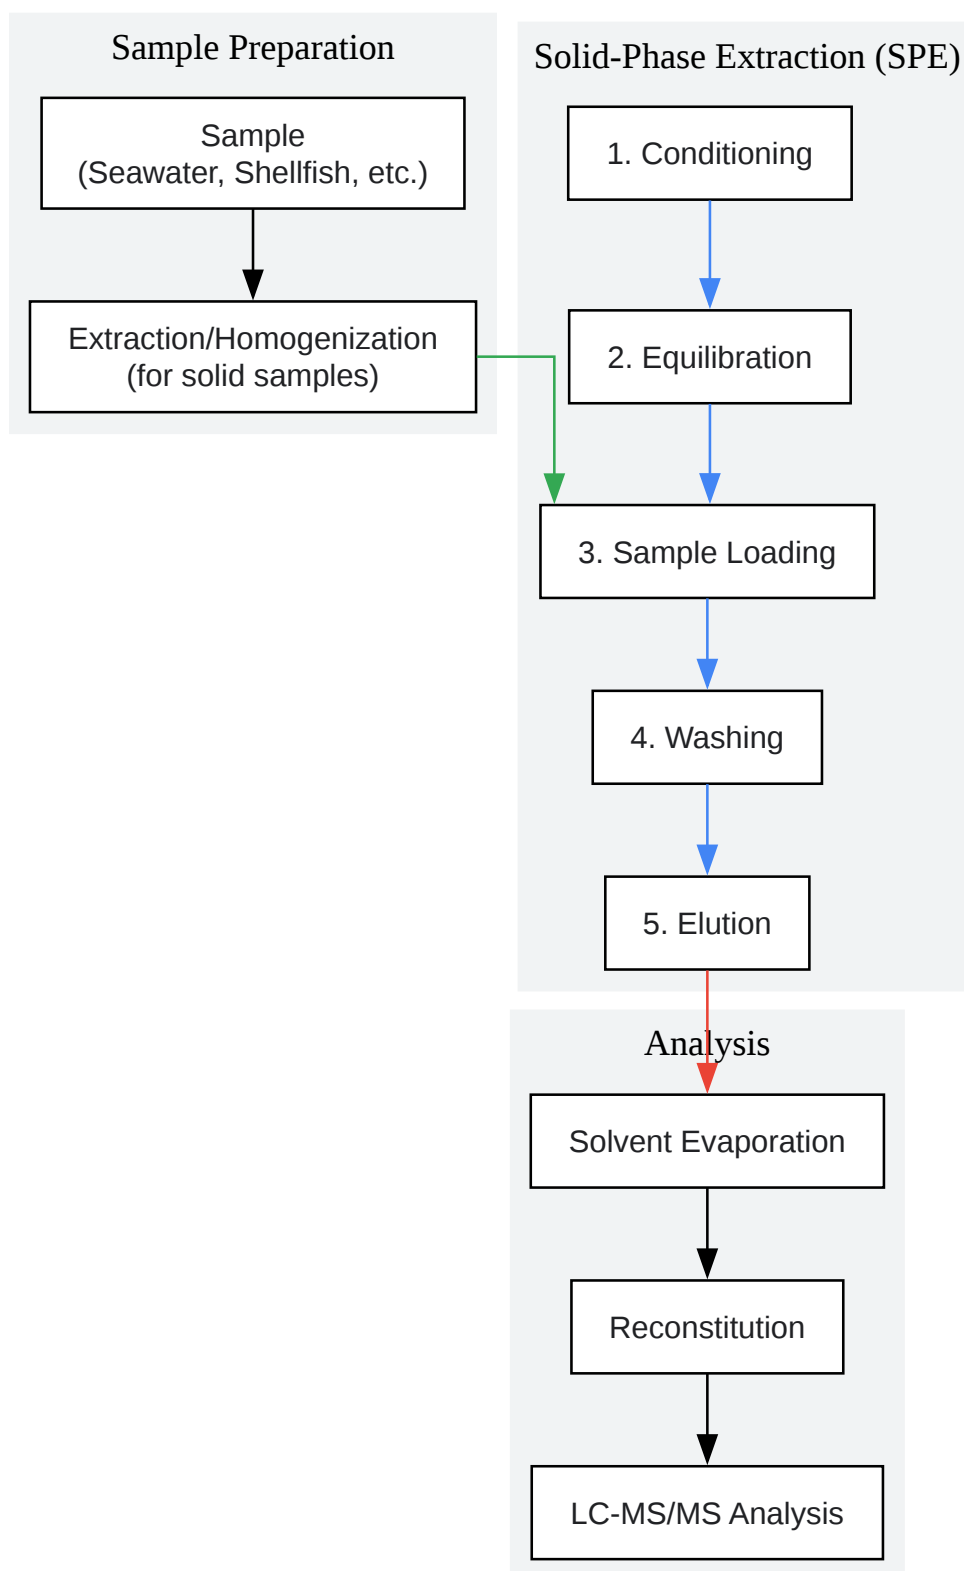 Sample Preparation
Sample
(Seawater, Shellfish, etc.)
Extraction/Homogenization
(for solid samples)
Solid-Phase Extraction (SPE)
1. Conditioning
2. Equilibration
3. Sample Loading
4. Washing
5. Elution
Analysis
Solvent Evaporation
Reconstitution
LC-MS/MS Analysis